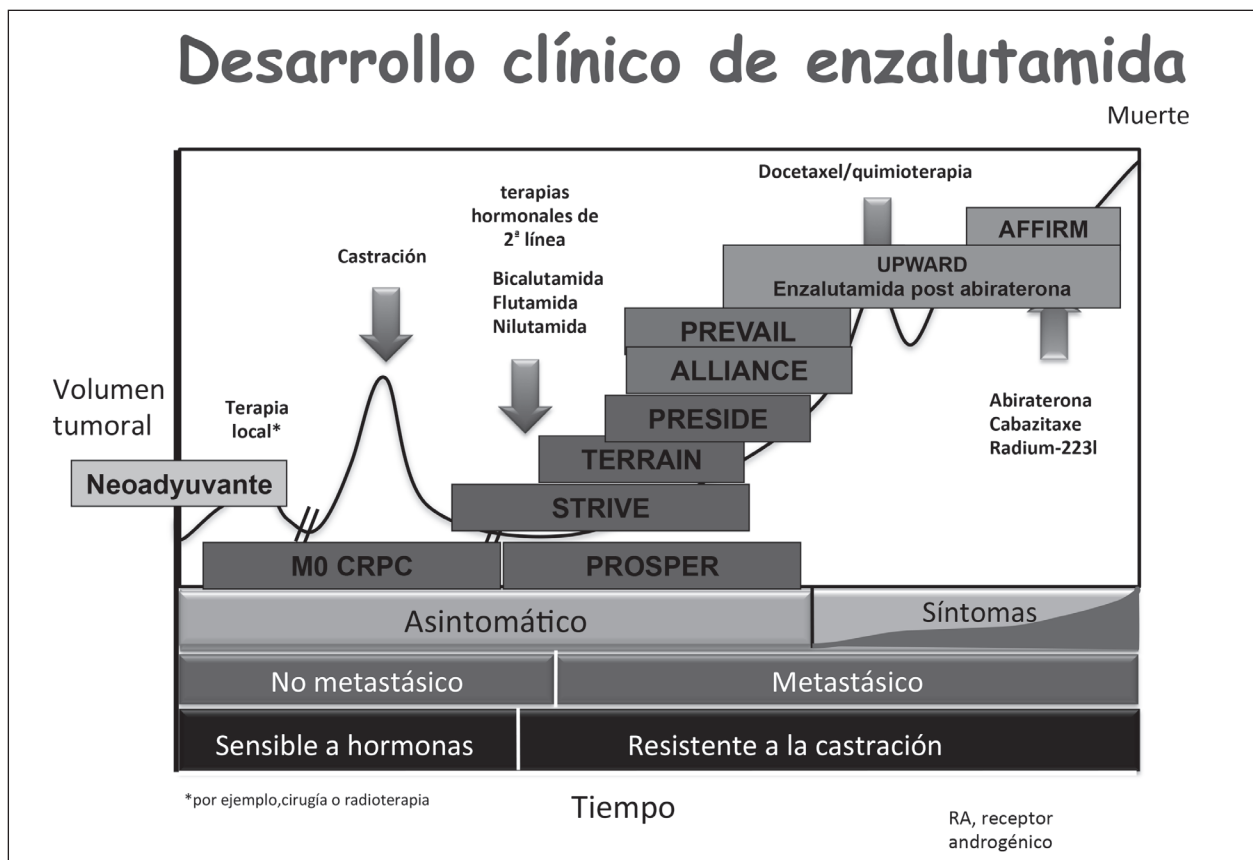 Desarrollo clínico de enzalutamida
Muerte
Docetaxel/quimioterapia
terapias
hormonales de
2ª línea
Bicalutamida
Flutamida
Nilutamida
Castración
AFFIRM
UPWARD
Enzalutamida post abiraterona
PREVAIL
ALLIANCE
Volumen
tumoral
Terapia
local*
PRESIDE
Abiraterona
Cabazitaxe
Radium-223l
TERRAIN
Neoadyuvante
STRIVE
M0 CRPC
PROSPER
Asintomático
Síntomas
No metastásico
Metastásico
Sensible a hormonas
Resistente a la castración
*por ejemplo,cirugía o radioterapia
Tiempo
RA, receptor
androgénico